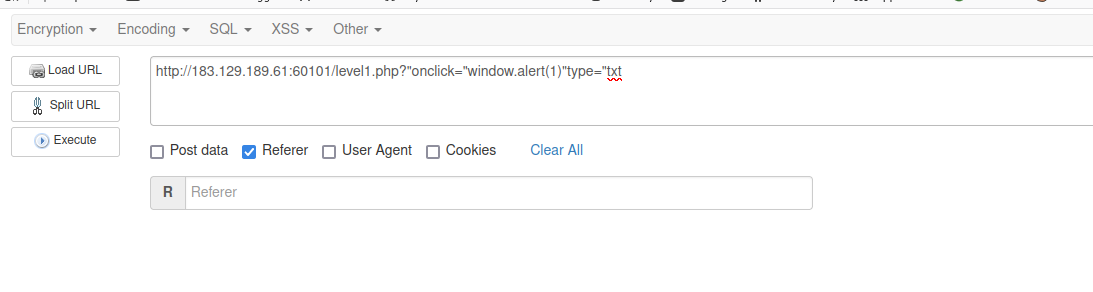 Encryption Encoding SQL XSS Other
Load URL
http://183.129.189.61:60101/level1.php?"onclick="window.alert(1)"type="txt
Split URL
Execute
Post data Referer User Agent Cookies Clear All
R Referer